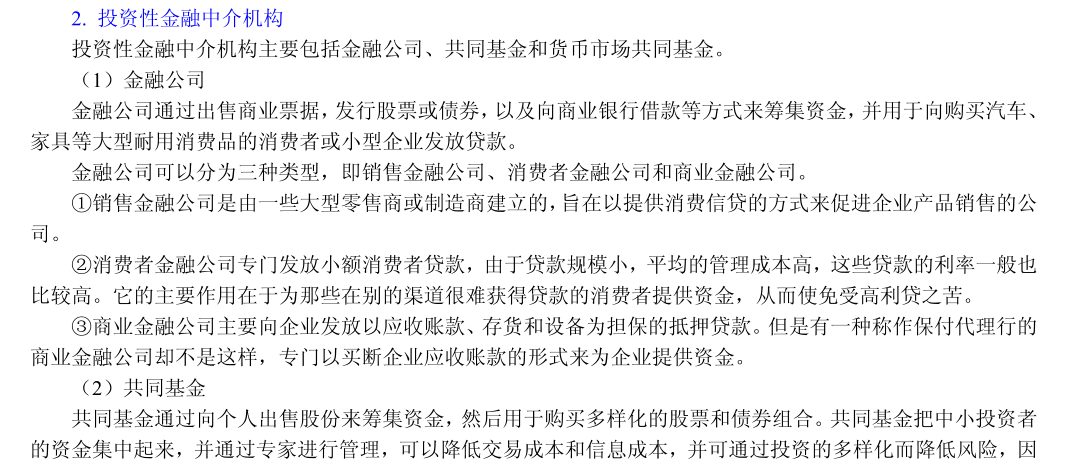 2. 投资性金融中介机构
投资性金融中介机构主要包括金融公司、共同基金和货币市场共同基金。
（1）金融公司
金融公司通过出售商业票据，发行股票或债券，以及向商业银行借款等方式来筹集资金，并用于向购买汽车、
家具等大型耐用消费品的消费者或小型企业发放贷款。
金融公司可以分为三种类型，即销售金融公司、消费者金融公司和商业金融公司。
①销售金融公司是由一些大型零售商或制造商建立的，旨在以提供消费信贷的方式来促进企业产品销售的公
司。
②消费者金融公司专门发放小额消费者贷款，由于贷款规模小，平均的管理成本高，这些贷款的利率一般也
比较高。它的主要作用在于为那些在别的渠道很难获得贷款的消费者提供资金，从而使免受高利贷之苦。
③商业金融公司主要向企业发放以应收账款、存货和设备为担保的抵押贷款。但是有一种称作保付代理行的
商业金融公司却不是这样，专门以买断企业应收账款的形式来为企业提供资金。
（2）共同基金
共同基金通过向个人出售股份来筹集资金，然后用于购买多样化的股票和债券组合。共同基金把中小投资者
的资金集中起来，并通过专家进行管理，可以降低交易成本和信息成本，并可通过投资的多样化而降低风险，因